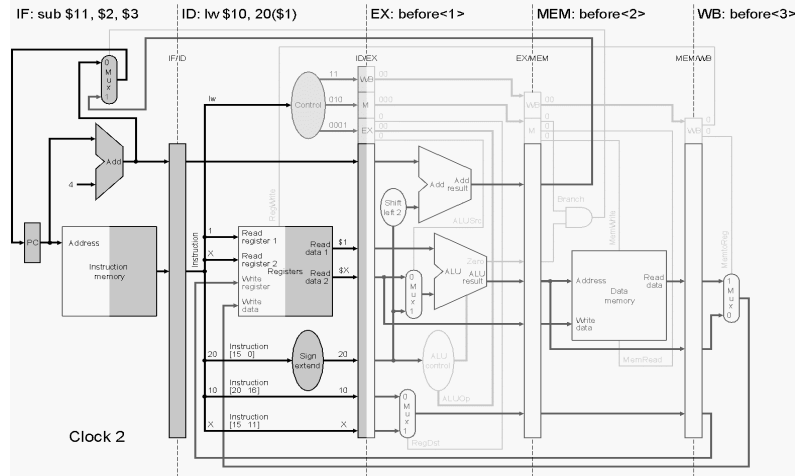 IF: sub $11, $2, $3
ID: lw $10, 20($1)
EX: before<1>
MEM: before<2>
WB: before<3>
IF/ID
ID/EX
EX/MEM
MEM/WB
0
M
u
x
1
lw
Control
11
010
0001
WB
M
EX
00
000
0
00
0
WB
M
00
0
0
0
WB
0
0
Add
4
PC
Address
Instruction
memory
Instruction
RegWrite
1
X
Read
register 1
Read
register 2
Write
register
Write
data
Registers
Read
data 1
Read
data 2
$1
$X
Shift
left 2
Add
Add
result
ALUSrc
Zero
ALU
ALU
result
0
M
u
x
1
Branch
MemWrite
Address
Write
data
Read
data
Data
memory
MemRead
MemtoReg
1
M
u
x
0
20
Instruction
[15 0]
Sign
extend
20
ALU
control
ALUOp
10
Instruction
[20 16]
10
X
Instruction
[15 11]
X
0
M
u
x
1
RegDst
Clock 2